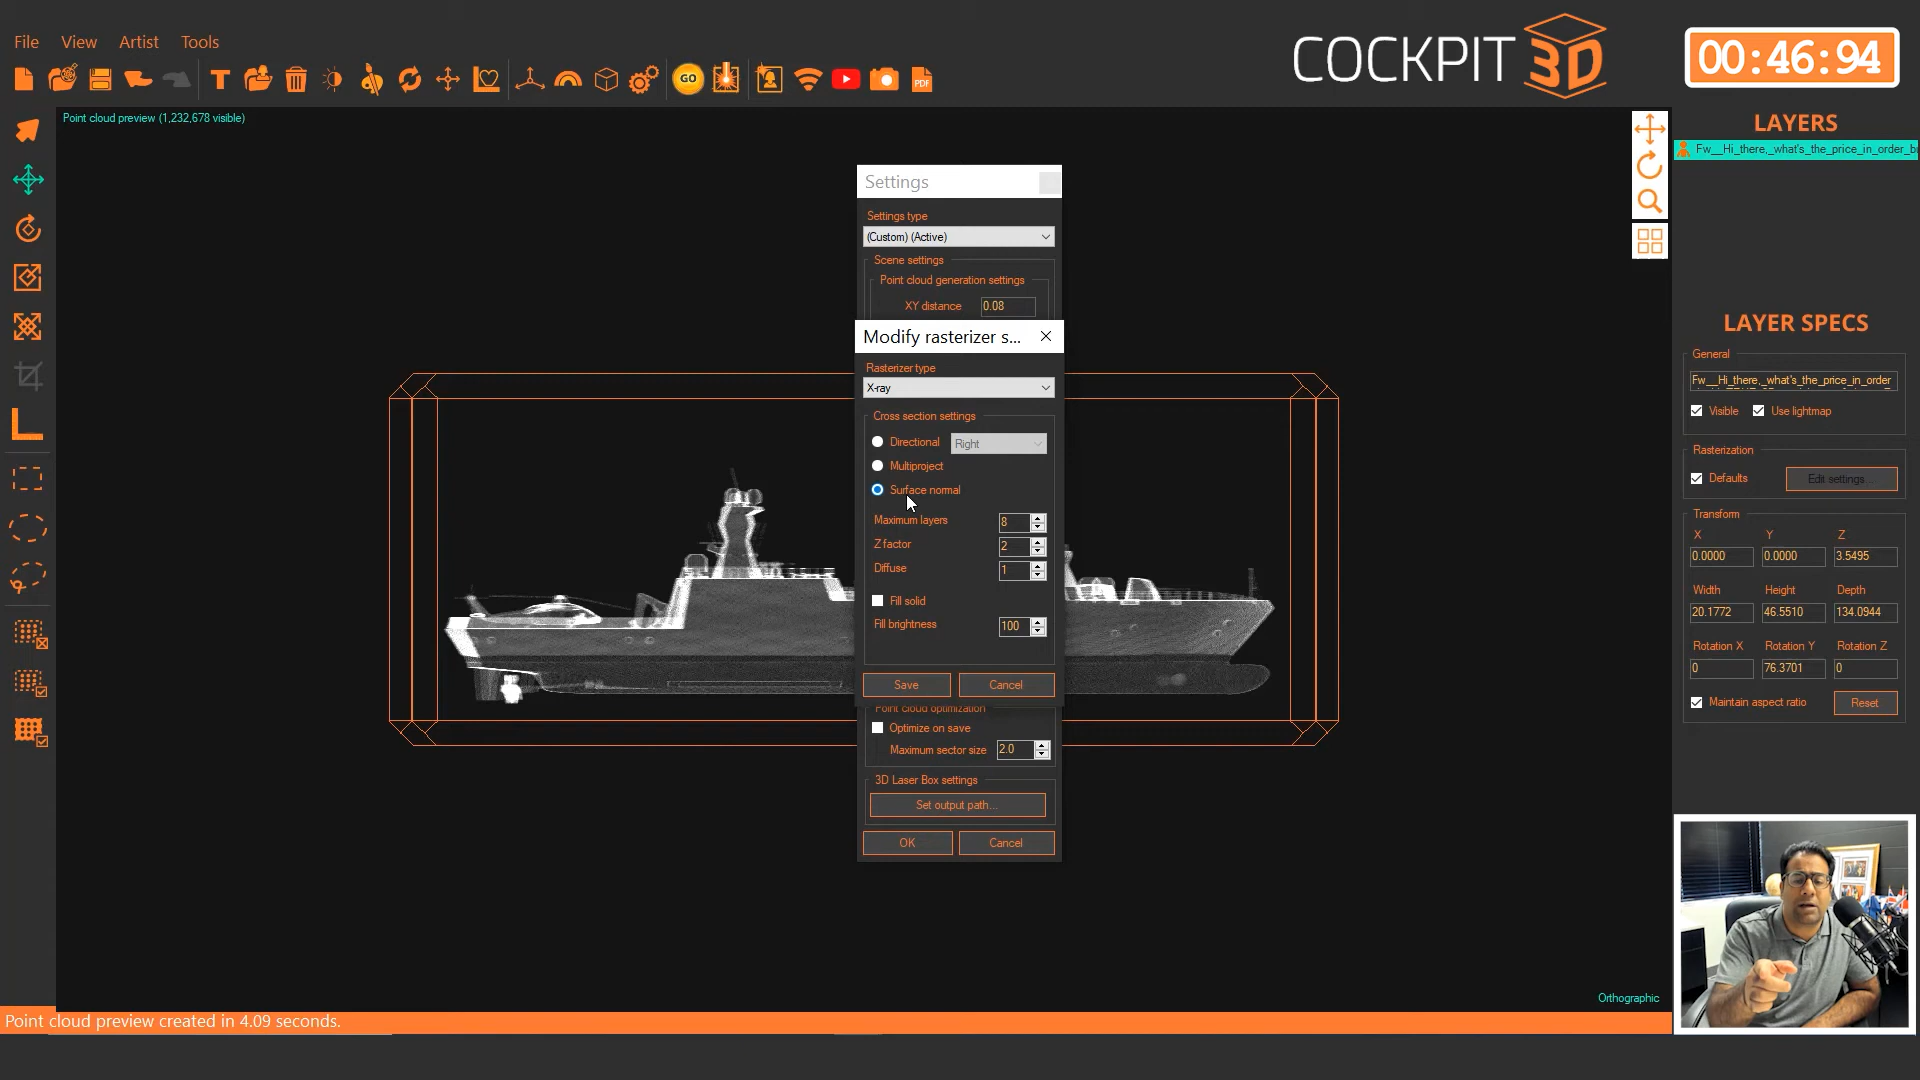 File View Artist Tools
COCKPIT 3D
00:46:94
T
GO
PDF
Point cloud preview (1,232,678 visible)
LAYERS
Fw__Hi_there,_what's_the_price_in_order_b
Settings
Settings type
(Custom) (Active)
Scene settings
Point cloud generation settings
XY distance 0.08
Modify rasterizer s...
Rasterizer type
X-ray
Cross section settings
Directional Right
Multiproject
Surface normal
Maximum layers 8
Z factor 2
Diffuse 1
Fill solid
Fill brightness 100
Save Cancel
Point cloud optimization
Optimize on save
Maximum sector size 2.0
3D Laser Box settings
Set output path...
OK Cancel
LAYER SPECS
General
Fw__Hi_there,_what's_the_price_in_order
Visible Use lightmap
Rasterization
Defaults Edit settings...
Transform
X Y Z
0.0000 0.0000 3.5495
Width Height Depth
20.1772 46.5510 134.0944
Rotation X Rotation Y Rotation Z
0 76.3701 0
Maintain aspect ratio Reset
Orthographic
Point cloud preview created in 4.09 seconds.